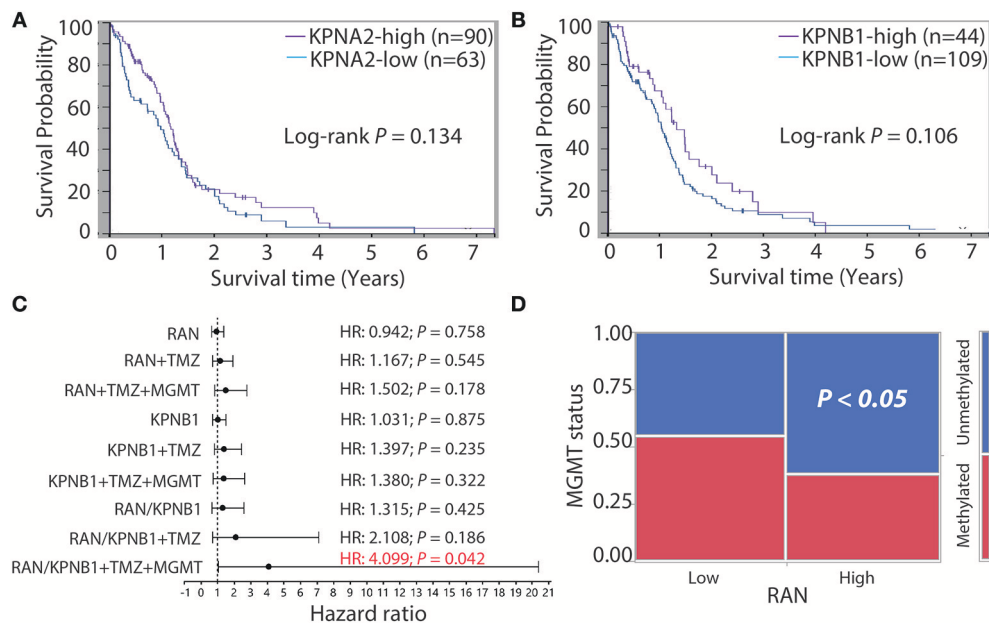 A
KPNA2-high (n=90)
KPNA2-low (n=63)
Log-rank P = 0.134
Survival Probability
100
80
60
40
20
0
0 1 2 3 4 5 6 7
Survival time (Years)
B
KPNB1-high (n=44)
KPNB1-low (n=109)
Log-rank P = 0.106
Survival Probability
100
80
60
40
20
0
0 1 2 3 4 5 6 7
Survival time (Years)
C
RAN HR: 0.942; P = 0.758
RAN+TMZ HR: 1.167; P = 0.545
RAN+TMZ+MGMT HR: 1.502; P = 0.178
KPNB1 HR: 1.031; P = 0.875
KPNB1+TMZ HR: 1.397; P = 0.235
KPNB1+TMZ+MGMT HR: 1.380; P = 0.322
RAN/KPNB1 HR: 1.315; P = 0.425
RAN/KPNB1+TMZ HR: 2.108; P = 0.186
RAN/KPNB1+TMZ+MGMT HR: 4.099; P = 0.042
-1 0 1 2 3 4 5 6 7 8 9 10 11 12 13 14 15 16 17 18 19 20 21
Hazard ratio
D
MGMT status
1.00
0.75
0.50
0.25
0.00
P < 0.05
Low High
RAN
Unmethylated
Methylated